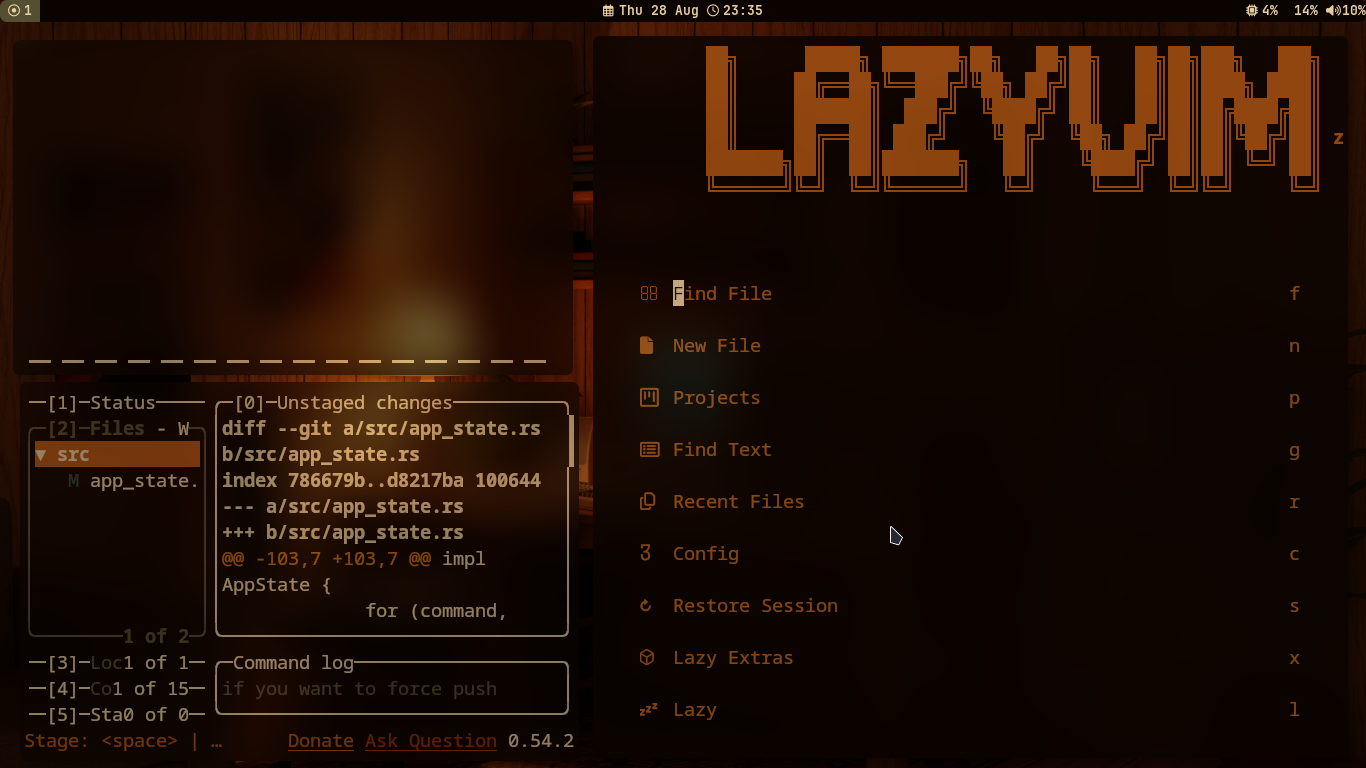 1
Thu 28 Aug 23:35
4% 14% 10%
LAZYVIM
z
Find File f
New File n
Projects p
Find Text g
Recent Files r
Config c
Restore Session s
Lazy Extras x
Lazy l
[1]─Status
[2]─Files - W
▼ src
M app_state.
1 of 2
[3]─Loc1 of 1
[4]─Co1 of 15
[5]─Sta0 of 0
[0]─Unstaged changes
diff --git a/src/app_state.rs
b/src/app_state.rs
index 786679b..d8217ba 100644
--- a/src/app_state.rs
+++ b/src/app_state.rs
@@ -103,7 +103,7 @@ impl
AppState {
for (command,
Command log
if you want to force push
Stage: <space> | … Donate Ask Question 0.54.2